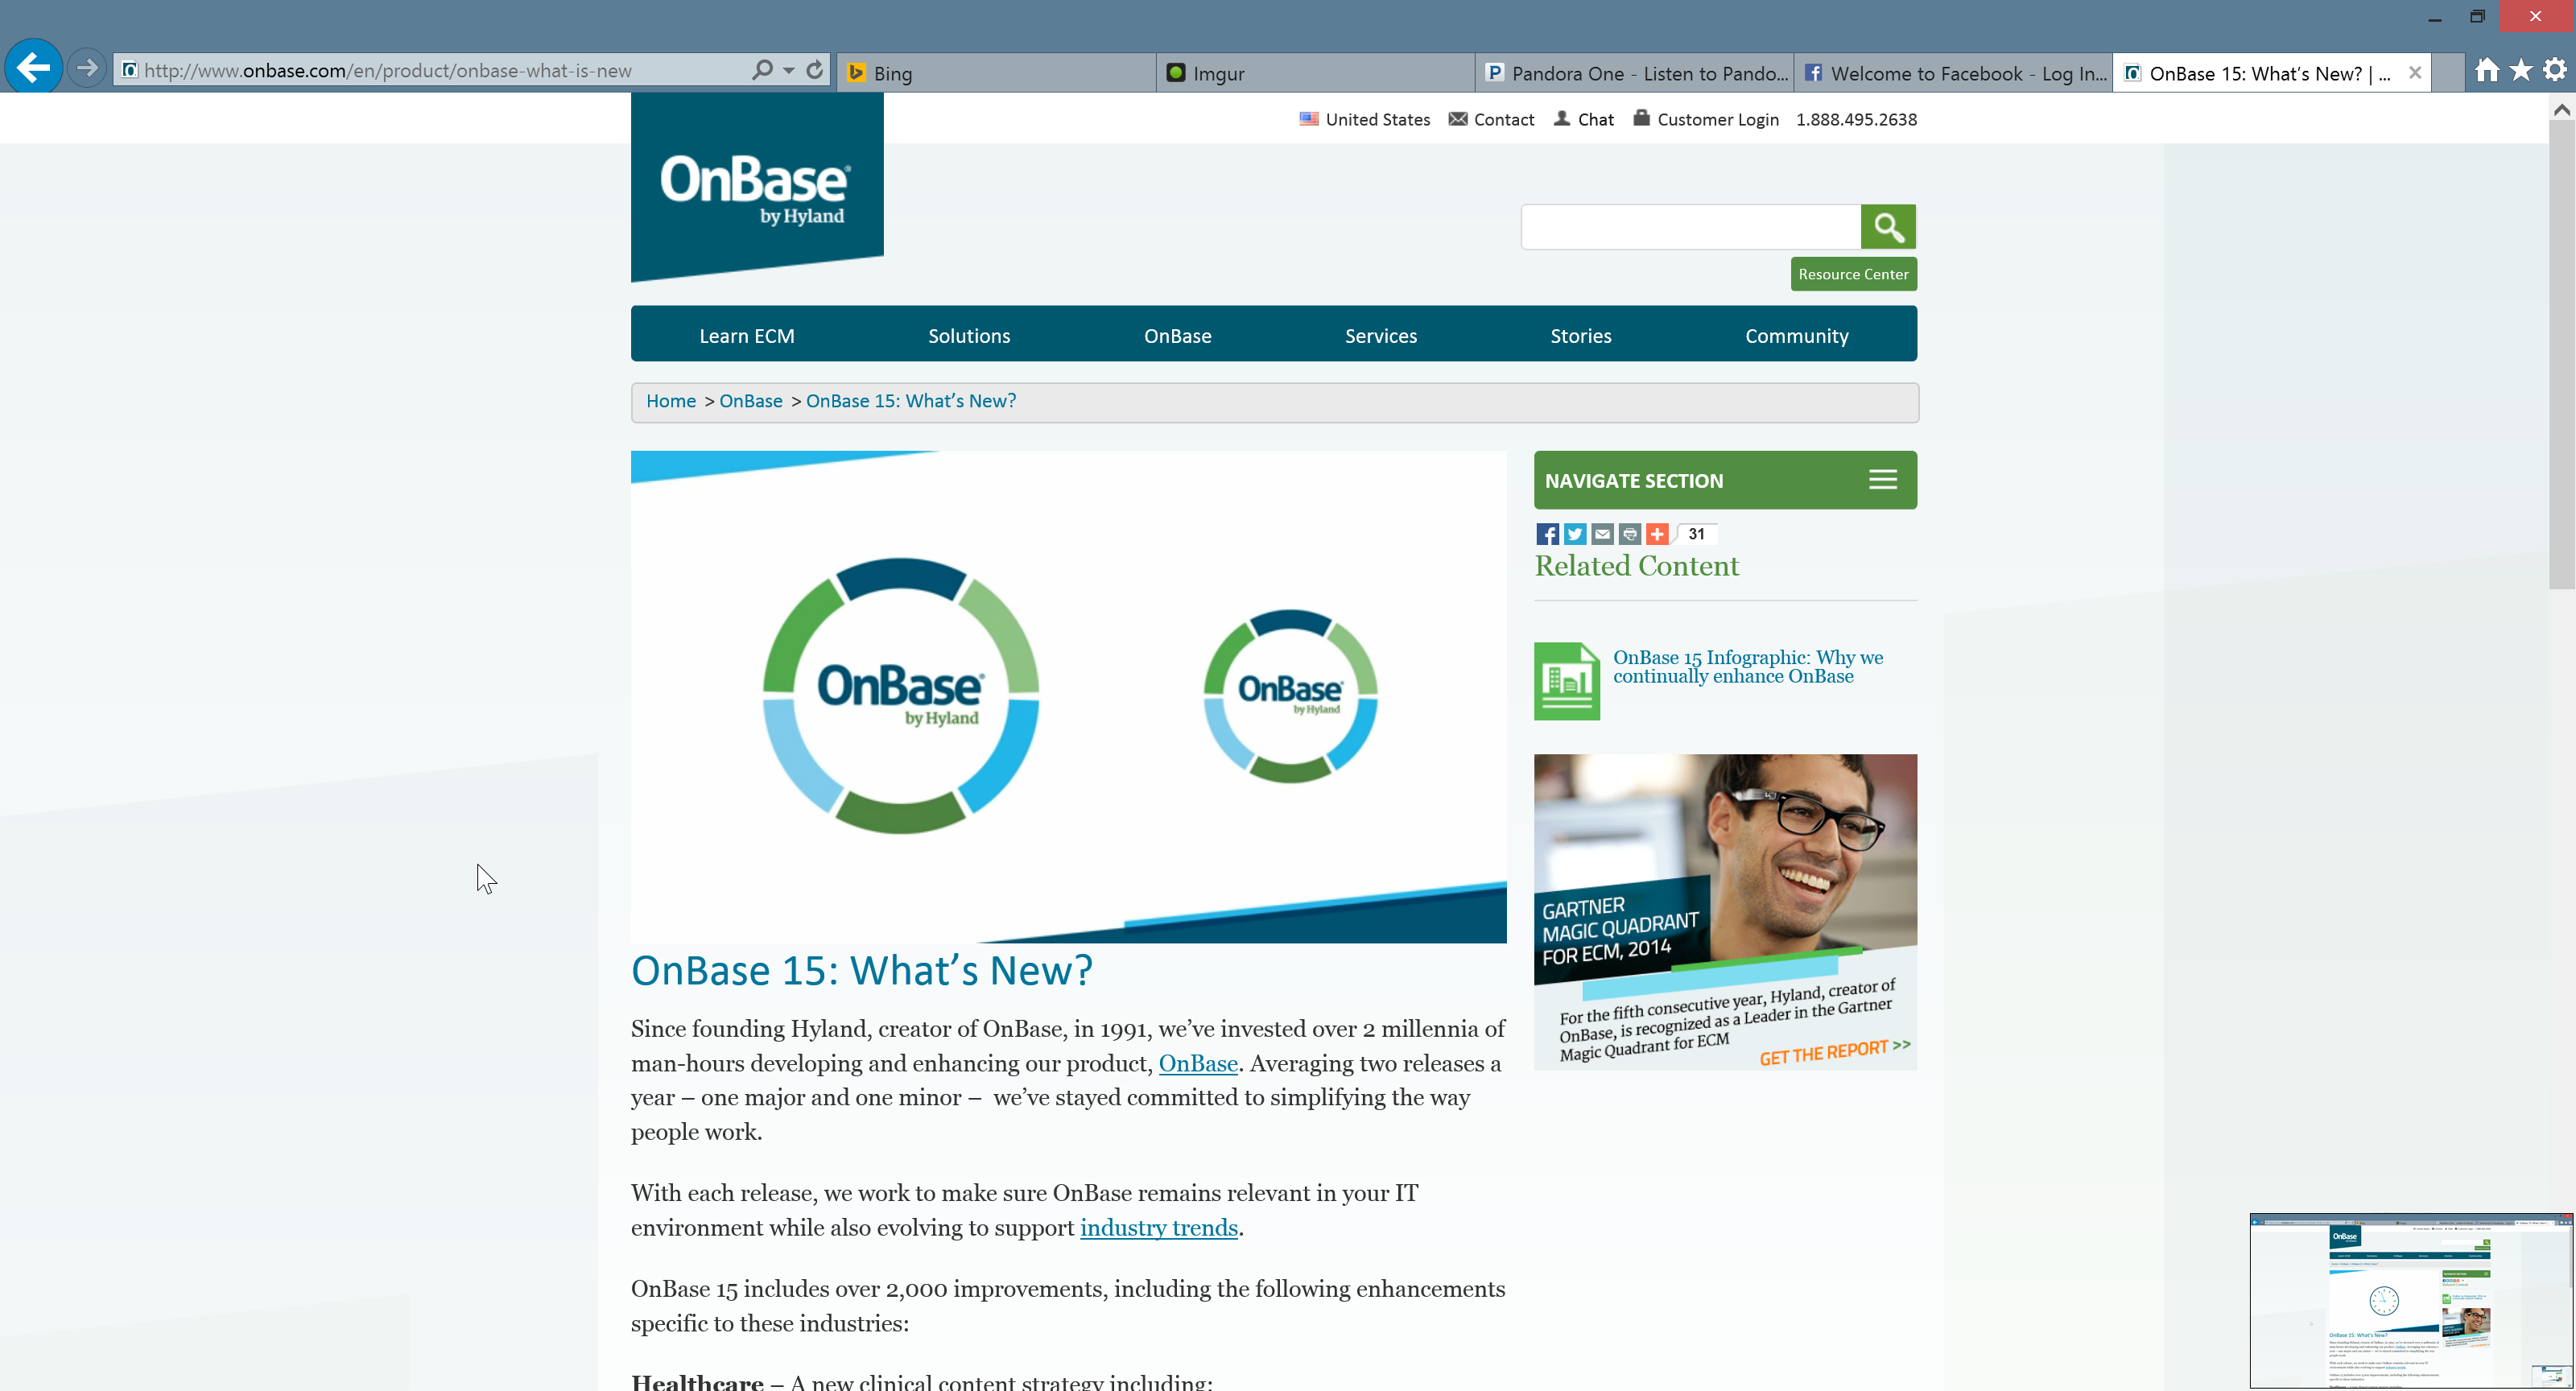 http://www.onbase.com/en/product/onbase-what-is-new
Bing
Imgur
Pandora One - Listen to Pando...
Welcome to Facebook - Log In...
OnBase 15: What's New? | ...
United States
Contact
Chat
Customer Login
1.888.495.2638
OnBase®
by Hyland
Resource Center
Learn ECM
Solutions
OnBase
Services
Stories
Community
Home > OnBase > OnBase 15: What's New?
OnBase®
by Hyland
OnBase®
by Hyland
NAVIGATE SECTION
31
Related Content
OnBase 15 Infographic: Why we
continually enhance OnBase
GARTNER
MAGIC QUADRANT
FOR ECM, 2014
For the fifth consecutive year, Hyland, creator of
OnBase, is recognized as a Leader in the Gartner
Magic Quadrant for ECM
GET THE REPORT >>
OnBase 15: What's New?
Since founding Hyland, creator of OnBase, in 1991, we've invested over 2 millennia of
man-hours developing and enhancing our product, OnBase. Averaging two releases a
year – one major and one minor –  we've stayed committed to simplifying the way
people work.
With each release, we work to make sure OnBase remains relevant in your IT
environment while also evolving to support industry trends.
OnBase 15 includes over 2,000 improvements, including the following enhancements
specific to these industries:
Healthcare – A new clinical content strategy including:
OnBase
OnBase 15: What's New?